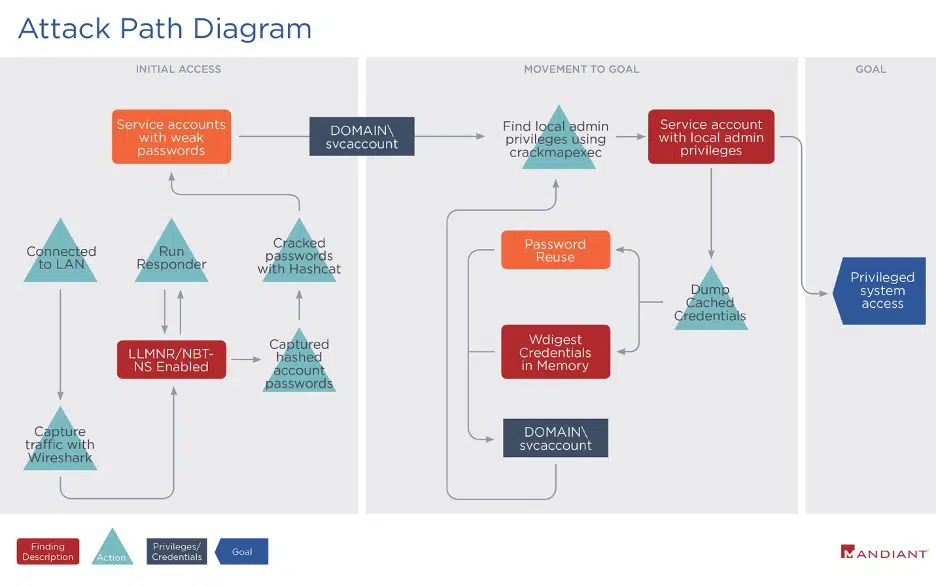 Attack Path Diagram
INITIAL ACCESS
MOVEMENT TO GOAL
GOAL
Service accounts
with weak
passwords
DOMAIN\
svcaccount
Find local admin
privileges using
crackmapexec
Service account
with local admin
privileges
Connected
to LAN
Run
Responder
Cracked
passwords
with Hashcat
Password
Reuse
Dump
Cached
Credentials
Privileged
system
access
LLMNR/NBT-
NS Enabled
Captured
hashed
account
passwords
Wdigest
Credentials
in Memory
Capture
traffic with
Wireshark
DOMAIN\
svcaccount
Finding
Description
Action
Privileges/
Credentials
Goal
MANDIANT